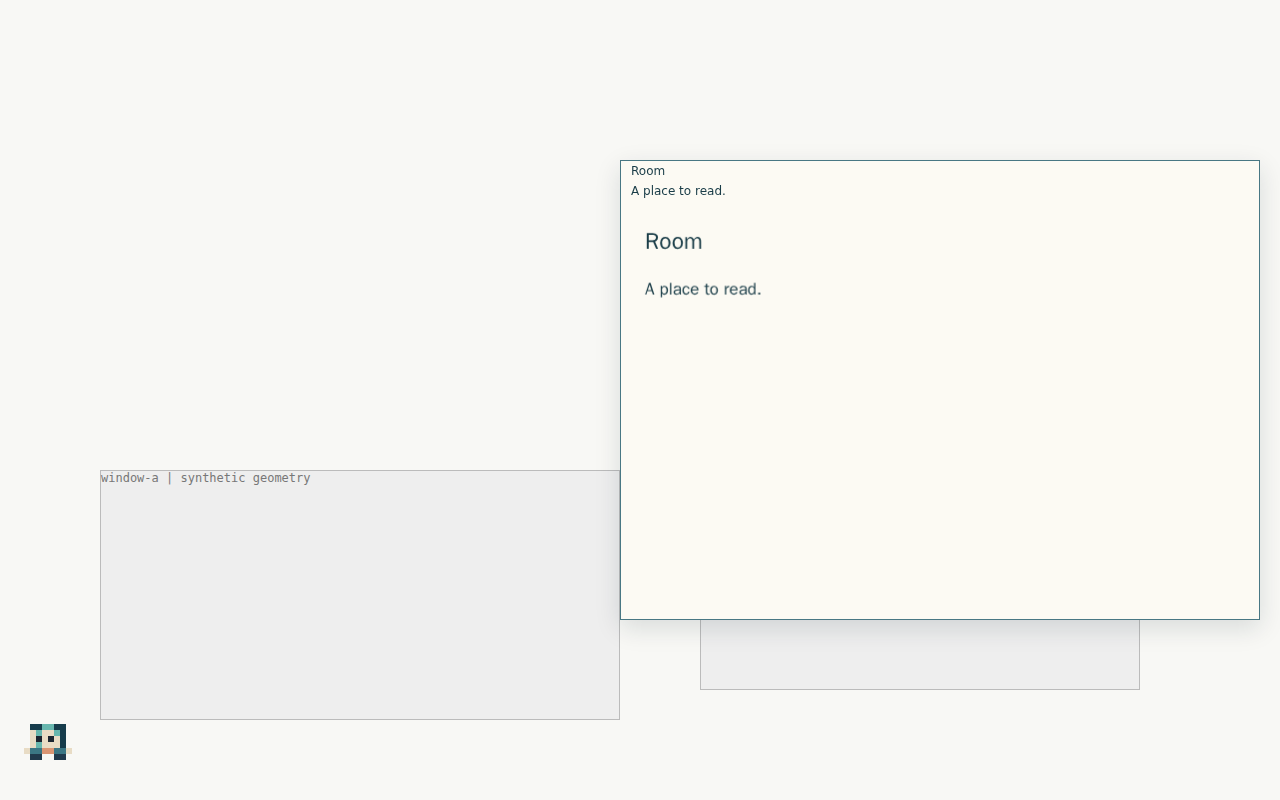 Room
A place to read.
Room
A place to read.
window-a | synthetic geometry